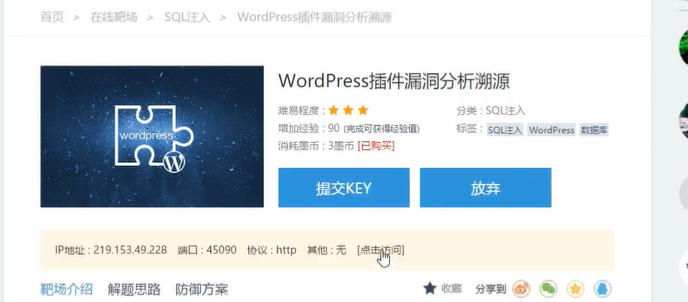 首页 > 在线靶场 > SQL注入 > WordPress插件漏洞分析溯源
wordpress
WordPress插件漏洞分析溯源
难易程度 : 分类 : SQL注入
增加经验 : 90 (完成可获得经验值) 标签 : SQL注入 WordPress 数据库
消耗墨币 : 3墨币 [已购买]
提交KEY 放弃
IP地址 : 219.153.49.228 端口 : 45090 协议 : http 其他 : 无 [点击访问]
靶场介绍 解题思路 防御方案 收藏 分享到